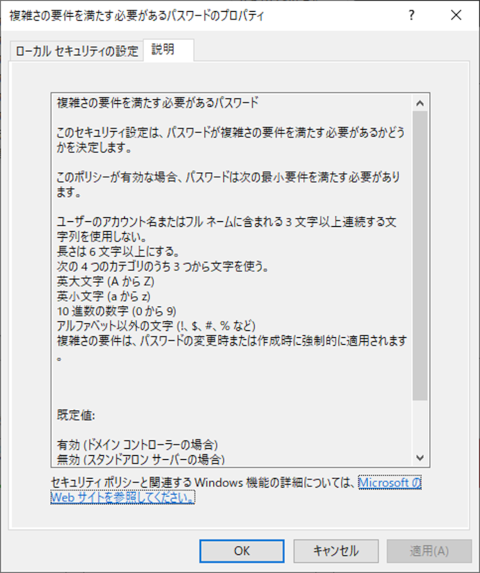 複雑さの要件を満たす必要があるパスワードのプロパティ
?
ローカル セキュリティの設定
説明
複雑さの要件を満たす必要があるパスワード
このセキュリティ設定は、パスワードが複雑さの要件を満たす必要があるかどう
かを決定します。
このポリシーが有効な場合、パスワードは次の最小要件を満たす必要があり
ます。
ユーザーのアカウント名またはフル ネームに含まれる 3 文字以上連続する文
字列を使用しない。
長さは 6 文字以上にする。
次の 4 つのカテゴリのうち 3 つから文字を使う。
英大文字 (A から Z)
英小文字 (a から z)
10 進数の数字 (0 から 9)
アルファベット以外の文字 (!、$、#、% など)
複雑さの要件は、パスワードの変更時または作成時に強制的に適用されます
。
既定値:
有効 (ドメイン コントローラーの場合)
無効 (スタンドアロン サーバーの場合)
セキュリティ ポリシーと関連する Windows 機能の詳細については、Microsoft の
Web サイトを参照してください。
OK
キャンセル
適用(A)